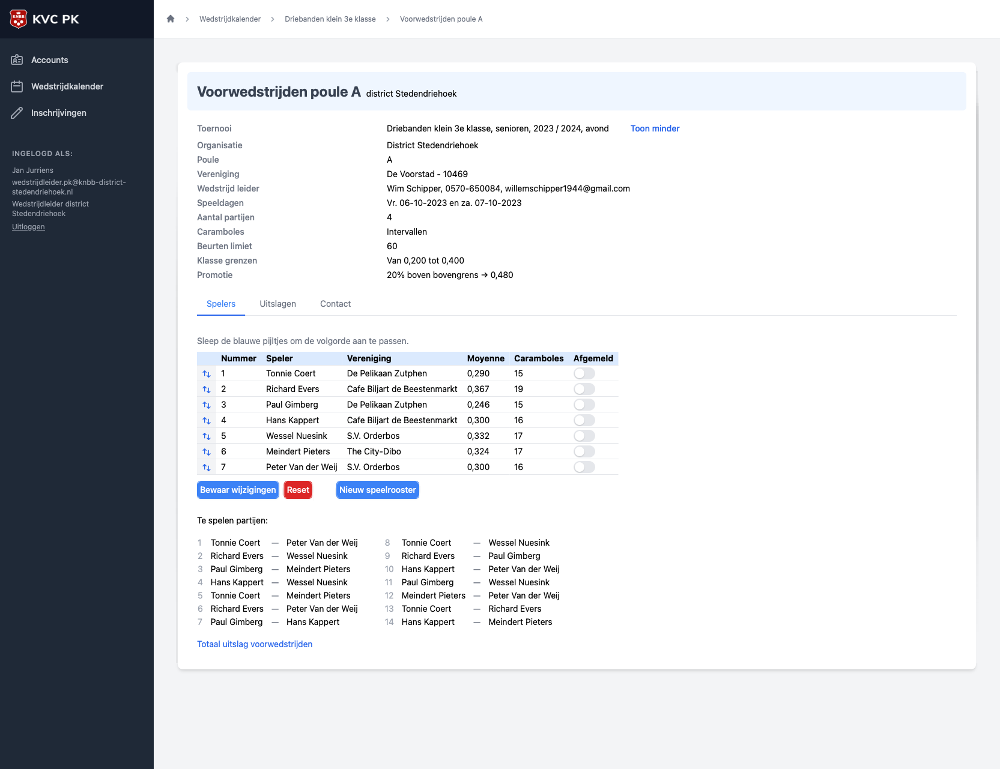 KNBB
KVC PK
Accounts
Wedstrijdkalender
Inschrijvingen
INGELOGD ALS:
Jan Jurriens
wedstrijdleider.pk@knbb-district-
stedendriehoek.nl
Wedstrijdleider district
Stedendriehoek
Uitloggen
Wedstrijdkalender
Driebanden klein 3e klasse
Voorwedstrijden poule A
Voorwedstrijden poule A district Stedendriehoek
Toernooi Driebanden klein 3e klasse, senioren, 2023 / 2024, avond Toon minder
Organisatie District Stedendriehoek
Poule A
Vereniging De Voorstad - 10469
Wedstrijd leider Wim Schipper, 0570-650084, willemschipper1944@gmail.com
Speeldagen Vr. 06-10-2023 en za. 07-10-2023
Aantal partijen 4
Caramboles Intervallen
Beurten limiet 60
Klasse grenzen Van 0,200 tot 0,400
Promotie 20% boven bovengrens → 0,480
Spelers Uitslagen Contact
Sleep de blauwe pijltjes om de volgorde aan te passen.
Nummer Speler Vereniging Moyenne Caramboles Afgemeld
1 Tonnie Coert De Pelikaan Zutphen 0,290 15
2 Richard Evers Cafe Biljart de Beestenmarkt 0,367 19
3 Paul Gimberg De Pelikaan Zutphen 0,246 15
4 Hans Kappert Cafe Biljart de Beestenmarkt 0,300 16
5 Wessel Nuesink S.V. Orderbos 0,332 17
6 Meindert Pieters The City-Dibo 0,324 17
7 Peter Van der Weij S.V. Orderbos 0,300 16
Bewaar wijzigingen Reset Nieuw speelrooster
Te spelen partijen:
1 Tonnie Coert — Peter Van der Weij
2 Richard Evers — Wessel Nuesink
3 Paul Gimberg — Meindert Pieters
4 Hans Kappert — Wessel Nuesink
5 Tonnie Coert — Meindert Pieters
6 Richard Evers — Peter Van der Weij
7 Paul Gimberg — Hans Kappert
8 Tonnie Coert — Wessel Nuesink
9 Richard Evers — Paul Gimberg
10 Hans Kappert — Peter Van der Weij
11 Paul Gimberg — Wessel Nuesink
12 Meindert Pieters — Peter Van der Weij
13 Tonnie Coert — Richard Evers
14 Hans Kappert — Meindert Pieters
Totaal uitslag voorwedstrijden